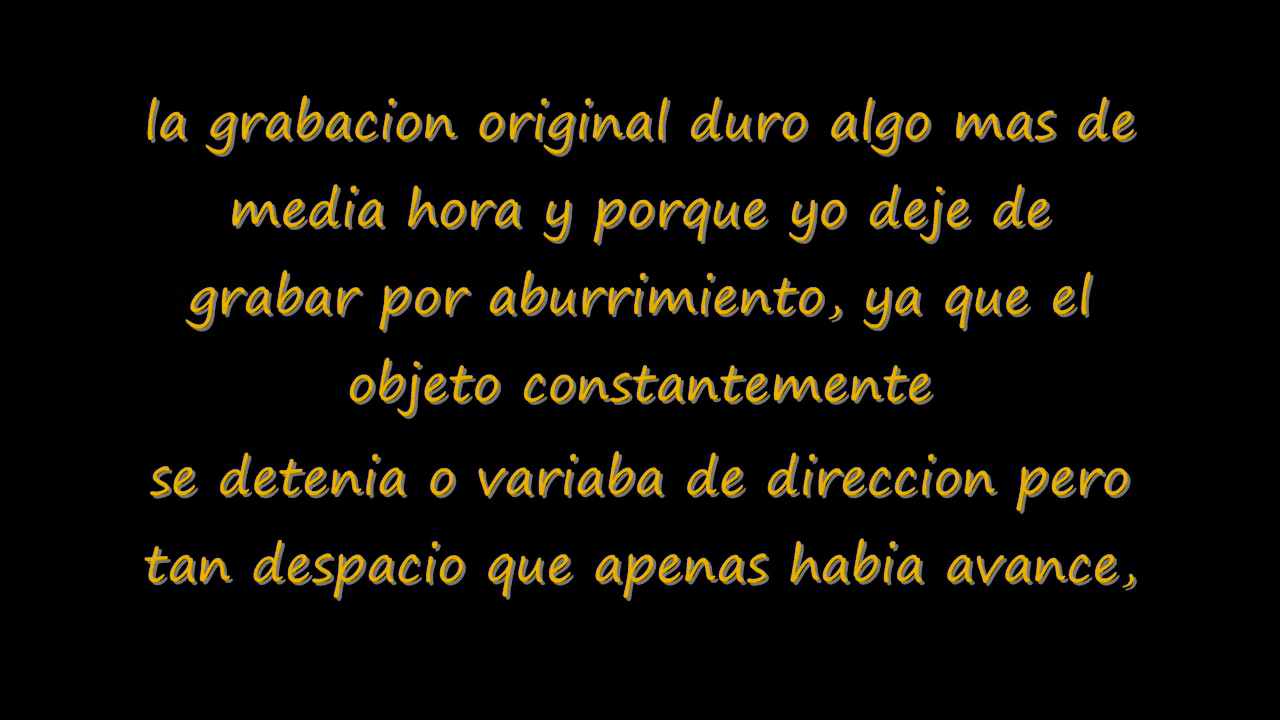 la grabacion original duro algo mas de
media hora y porque yo deje de
grabar por aburrimiento, ya que el
objeto constantemente
se detenia o variaba de direccion pero
tan despacio que apenas habia avance,